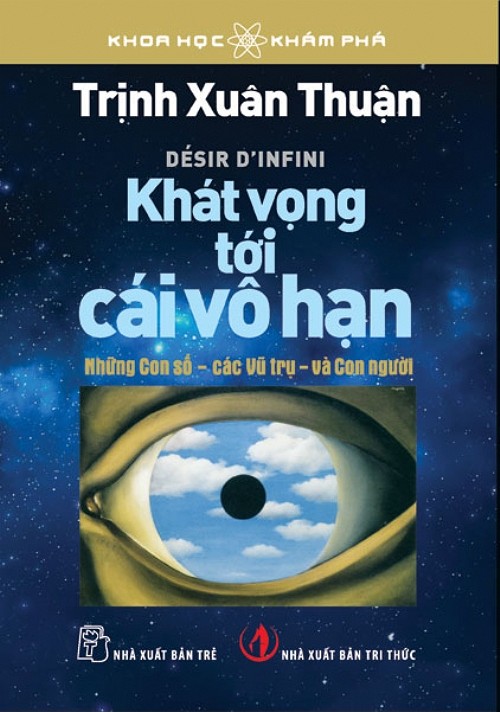 KHOA HỌC KHÁM PHÁ
Trịnh Xuân Thuận
DÉSIR D'INFINI
Khát vọng
tới
cái vô hạn
Những Con số – các Vũ trụ – và Con người
NHÀ XUẤT BẢN TRẺ
NHÀ XUẤT BẢN TRI THỨC